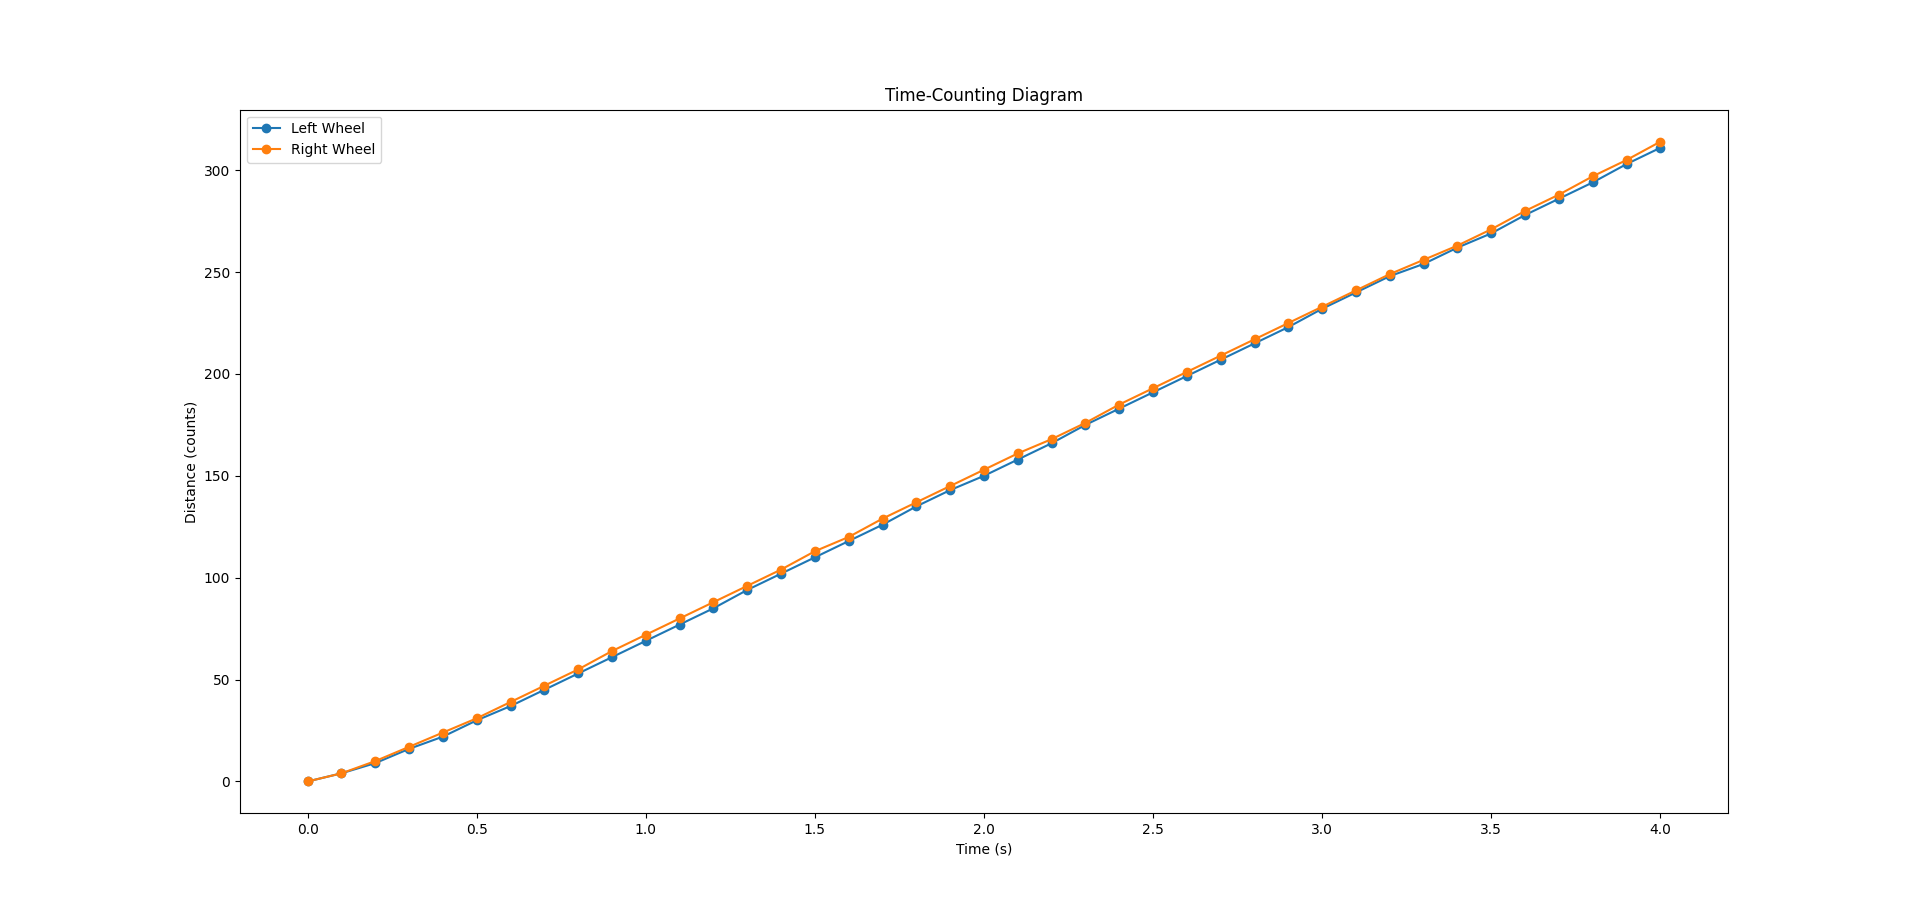 Time-Counting Diagram
Left Wheel
Right Wheel
300
250
200
150
100
50
0
Distance (counts)
0.0 0.5 1.0 1.5 2.0 2.5 3.0 3.5 4.0
Time (s)